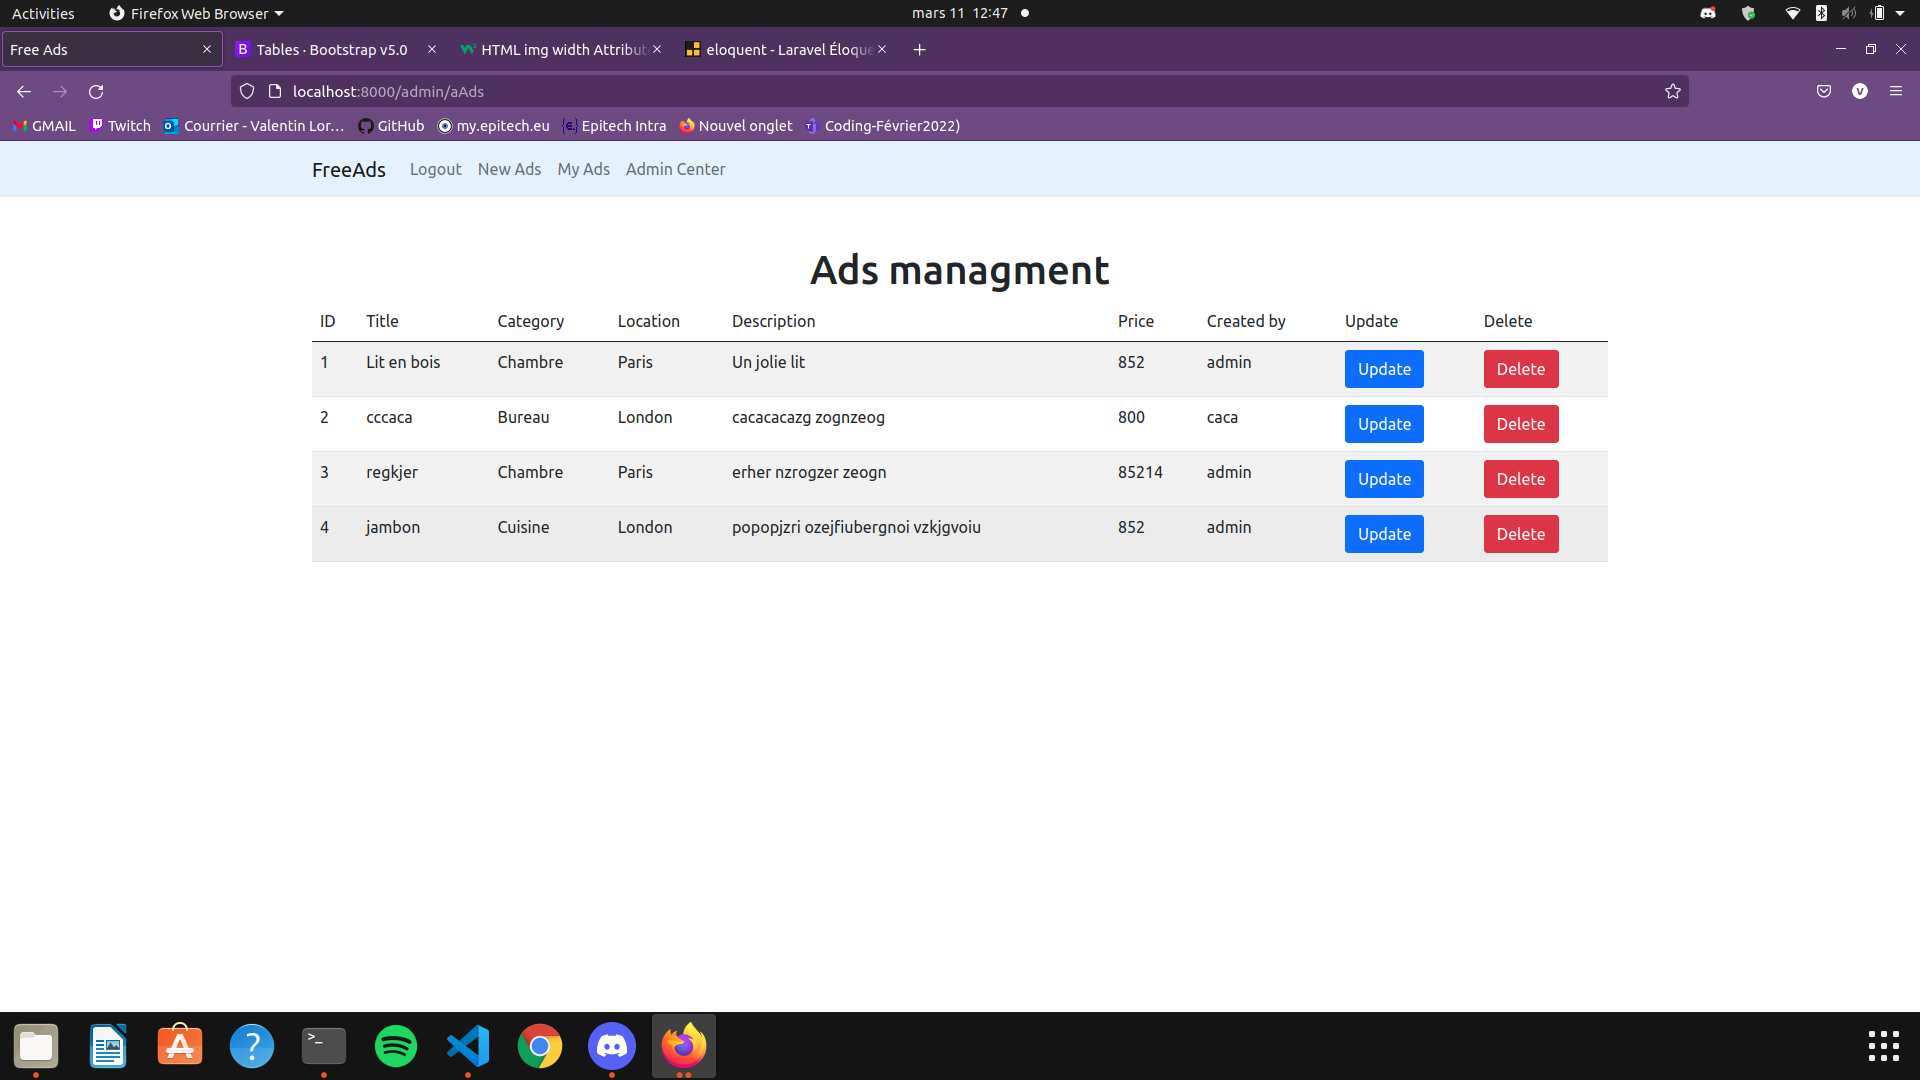 Activities Firefox Web Browser mars 11 12:47
Free Ads Tables · Bootstrap v5.0 HTML img width Attribut eloquent - Laravel Éloque
localhost:8000/admin/aAds
GMAIL Twitch Courrier - Valentin Lor… GitHub my.epitech.eu Epitech Intra Nouvel onglet Coding-Février2022)
FreeAds Logout New Ads My Ads Admin Center
Ads managment
ID Title Category Location Description Price Created by Update Delete
1 Lit en bois Chambre Paris Un jolie lit 852 admin Update Delete
2 cccaca Bureau London cacacacazg zognzeog 800 caca Update Delete
3 regkjer Chambre Paris erher nzrogzer zeogn 85214 admin Update Delete
4 jambon Cuisine London popopjzri ozejfiubergnoi vzkjgvoiu 852 admin Update Delete